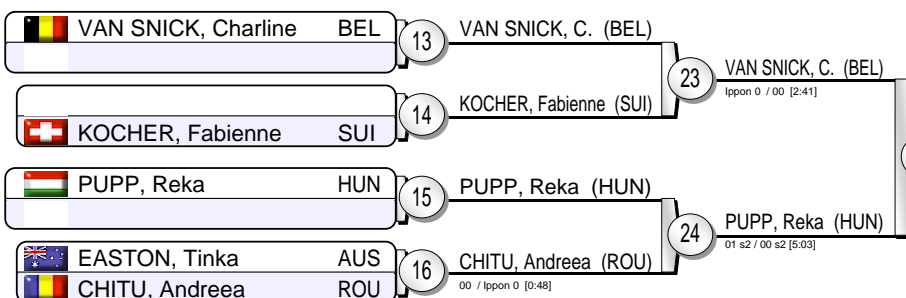 VAN SNICK, Charline BEL
13
VAN SNICK, C. (BEL)
23
VAN SNICK, C. (BEL)
Ippon 0 / 00 [2:41]
14
KOCHER, Fabienne (SUI)
KOCHER, Fabienne SUI
PUPP, Reka HUN
15
PUPP, Reka (HUN)
24
PUPP, Reka (HUN)
01 s2 / 00 s2 [5:03]
EASTON, Tinka AUS
16
CHITU, Andreea (ROU)
00 / Ippon 0 [0:48]
CHITU, Andreea ROU